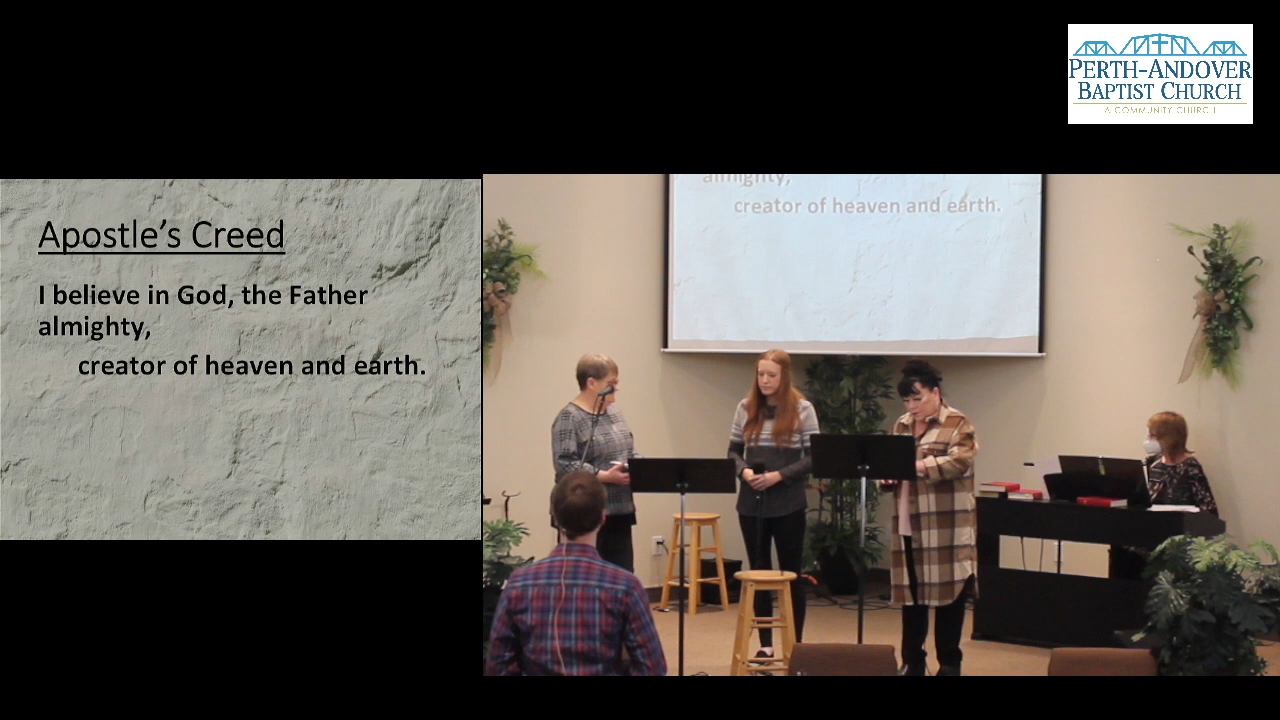 PERTH-ANDOVER
BAPTIST CHURCH
A COMMUNITY CHURCH
Apostle's Creed
I believe in God, the Father
almighty,
creator of heaven and earth.
almighty,
creator of heaven and earth.